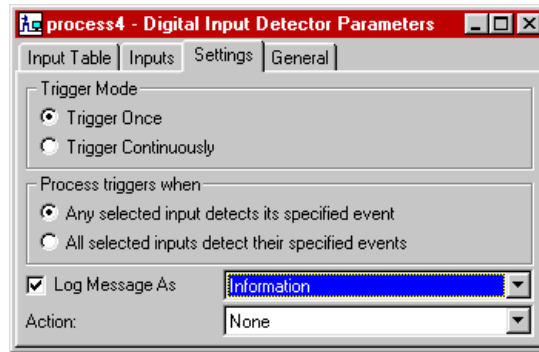 process4 - Digital Input Detector Parameters
Input Table Inputs Settings General
Trigger Mode
Trigger Once
Trigger Continuously
Process triggers when
Any selected input detects its specified event
All selected inputs detect their specified events
Log Message As Information
Action: None